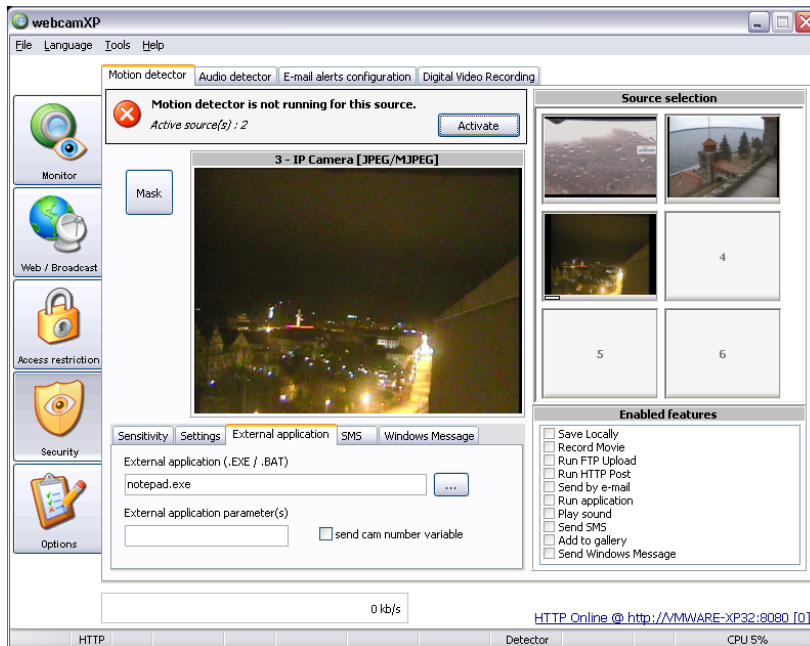 webcamXP
File Language Tools Help
Motion detector Audio detector E-mail alerts configuration Digital Video Recording
Motion detector is not running for this source.
Active source(s) : 2
Activate
Source selection
3 - IP Camera [JPEG/MJPEG]
Mask
Monitor
Web / Broadcast
Access restriction
Security
Options
4
5 6
Sensitivity Settings External application SMS Windows Message
External application (.EXE / .BAT)
notepad.exe
...
External application parameter(s)
send cam number variable
Enabled features
Save Locally
Record Movie
Run FTP Upload
Run HTTP Post
Send by e-mail
Run application
Play sound
Send SMS
Add to gallery
Send Windows Message
0 kb/s
HTTP Online @ http://VMWARE-XP32:8080 [0]
HTTP Detector CPU 5%